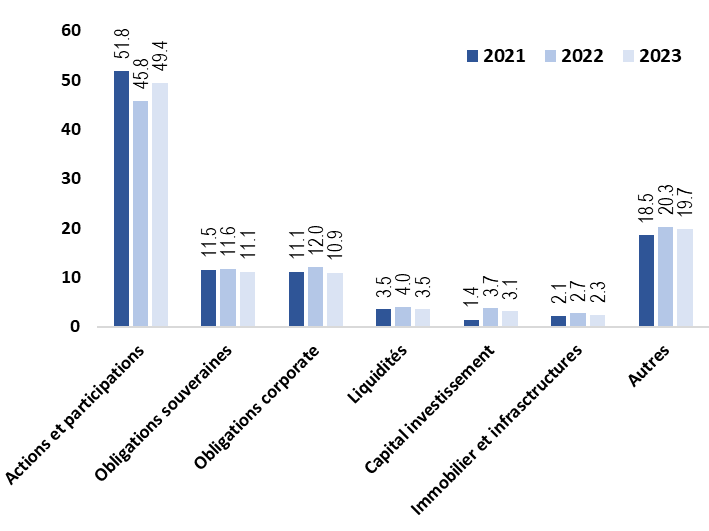 60
50
40
30
20
10
0
2021 2022 2023
51.8 45.8 49.4
11.5 11.6 11.1
11.1 12.0 10.9
3.5 4.0 3.5
1.4 3.7 3.1
2.1 2.7 2.3
18.5 20.3 19.7
Actions et participations
Obligations souveraines
Obligations corporate
Liquidités
Capital investissement
Immobilier et infrasctructures
Autres